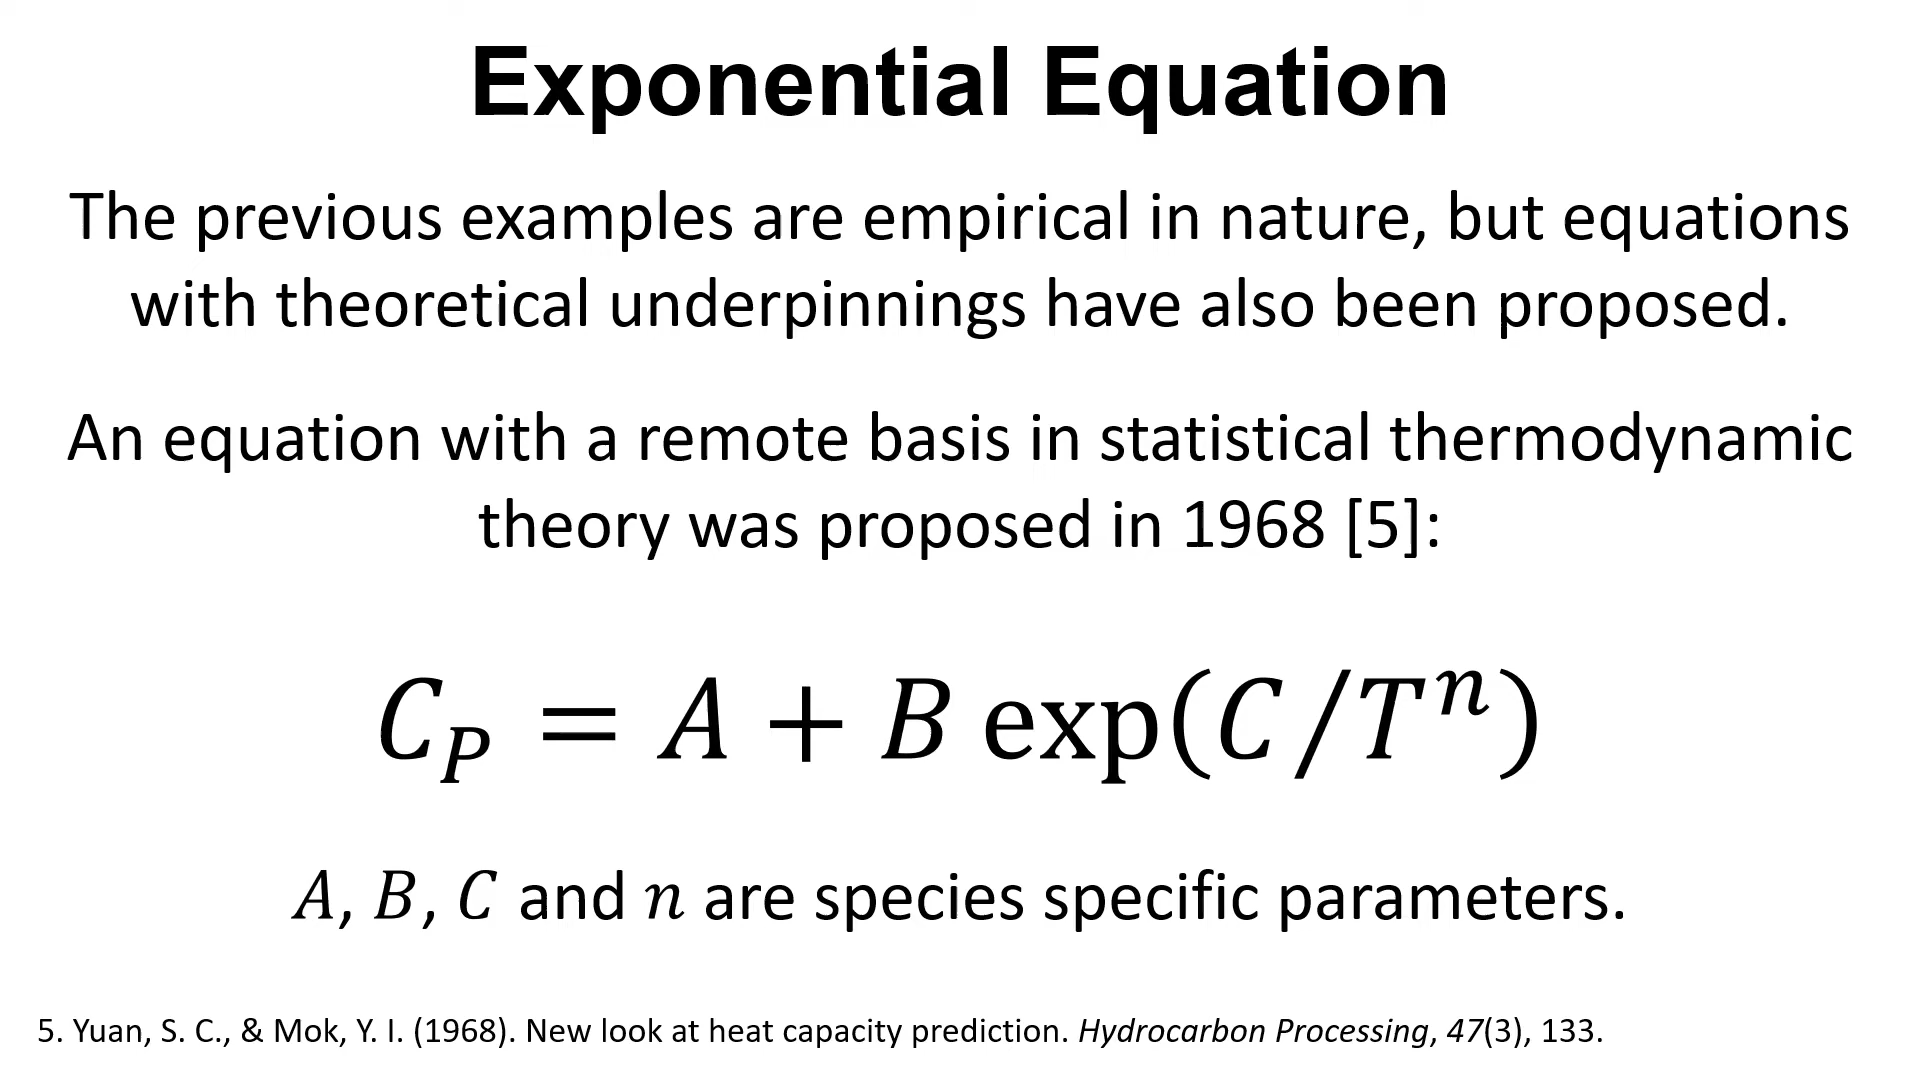 Exponential Equation
The previous examples are empirical in nature, but equations
with theoretical underpinnings have also been proposed.
An equation with a remote basis in statistical thermodynamic
theory was proposed in 1968 [5]:
C_P = A + B exp(C/T^n)
A, B, C and n are species specific parameters.
5. Yuan, S. C., & Mok, Y. I. (1968). New look at heat capacity prediction. Hydrocarbon Processing, 47(3), 133.